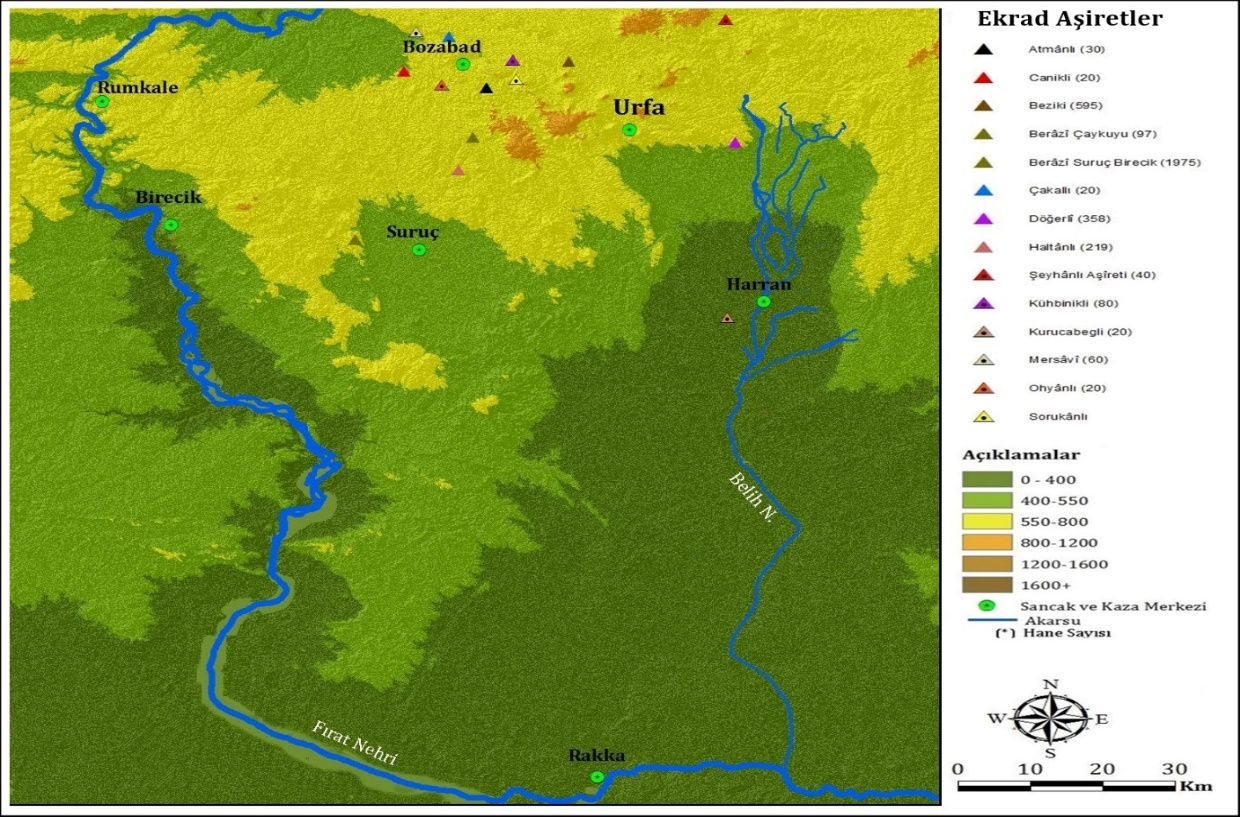 Bozabad
Rumkale
Urfa
Birecik
Suruç
Harran
Belih N.
Fırat Nehri
Rakka
Ekrad Aşiretler
Atmânlı (30)
Canikli (20)
Beziki (595)
Berâzî Çaykuyu (97)
Berâzî Suruç Birecik (1975)
Çakallı (20)
Döğerlî (358)
Haltânlı (219)
Şeyhânlı Aşîreti (40)
Kühbinikli (80)
Kurucabegli (20)
Mersâvî (60)
Ohyânlı (20)
Sorukânlı
Açıklamalar
0 - 400
400-550
550-800
800-1200
1200-1600
1600+
Sancak ve Kaza Merkezi
Akarsu
(*) Hane Sayısı
N
W E
S
0 10 20 30
Km